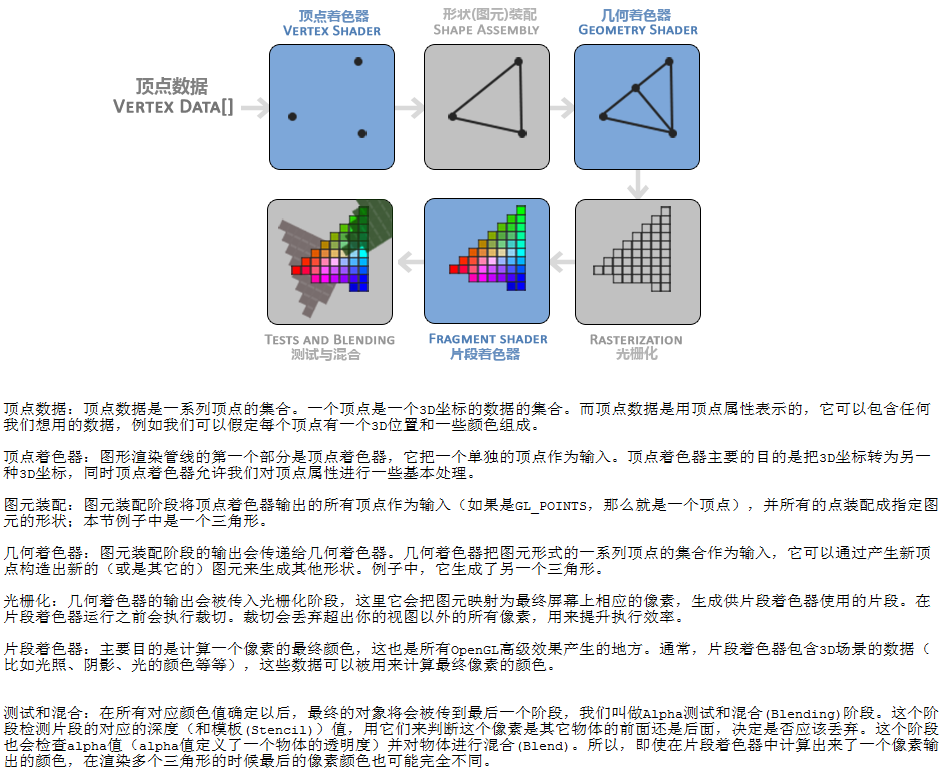 顶点着色器
VERTEX SHADER
形状(图元)装配
SHAPE ASSEMBLY
几何着色器
GEOMETRY SHADER
顶点数据
VERTEX DATA[]
TESTS AND BLENDING
测试与混合
FRAGMENT SHADER
片段着色器
RASTERIZATION
光栅化
顶点数据：顶点数据是一系列顶点的集合。一个顶点是一个3D坐标的数据的集合。而顶点数据是用顶点属性表示的，它可以包含任何
我们想用的数据，例如我们可以假定每个顶点有一个3D位置和一些颜色组成。
顶点着色器：图形渲染管线的第一个部分是顶点着色器，它把一个单独的顶点作为输入。顶点着色器主要的目的是把3D坐标转为另一
种3D坐标，同时顶点着色器允许我们对顶点属性进行一些基本处理。
图元装配：图元装配阶段将顶点着色器输出的所有顶点作为输入（如果是GL_POINTS，那么就是一个顶点），并所有的点装配成指定图
元的形状；本节例子中是一个三角形。
几何着色器：图元装配阶段的输出会传递给几何着色器。几何着色器把图元形式的一系列顶点的集合作为输入，它可以通过产生新顶
点构造出新的（或是其它的）图元来生成其他形状。例子中，它生成了另一个三角形。
光栅化：几何着色器的输出会被传入光栅化阶段，这里它会把图元映射为最终屏幕上相应的像素，生成供片段着色器使用的片段。在
片段着色器运行之前会执行裁切。裁切会丢弃超出你的视图以外的所有像素，用来提升执行效率。
片段着色器：主要目的是计算一个像素的最终颜色，这也是所有OpenGL高级效果产生的地方。通常，片段着色器包含3D场景的数据（
比如光照、阴影、光的颜色等等），这些数据可以被用来计算最终像素的颜色。
测试和混合：在所有对应颜色值确定以后，最终的对象将会被传到最后一个阶段，我们叫做Alpha测试和混合(Blending)阶段。这个阶
段检测片段的对应的深度（和模板(Stencil)）值，用它们来判断这个像素是其它物体的前面还是后面，决定是否应该丢弃。这个阶段
也会检查alpha值（alpha值定义了一个物体的透明度）并对物体进行混合(Blend)。所以，即使在片段着色器中计算出来了一个像素输
出的颜色，在渲染多个三角形的时候最后的像素颜色也可能完全不同。